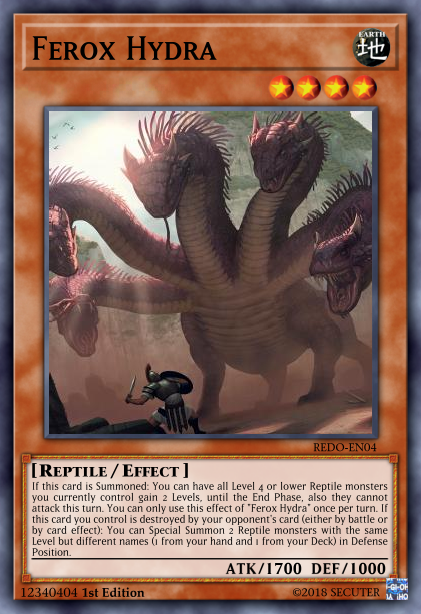 Ferox Hydra
EARTH
地
REDO-EN04
[Reptile / Effect]
If this card is Summoned: You can have all Level 4 or lower Reptile monsters
you currently control gain 2 Levels, until the End Phase, also they cannot
attack this turn. You can only use this effect of "Ferox Hydra" once per turn. If
this card you control is destroyed by your opponent's card (either by battle or
by card effect): You can Special Summon 2 Reptile monsters with the same
Level but different names (1 from your hand and 1 from your Deck) in Defense
Position.
ATK/1700 DEF/1000
12340404 1st Edition ©2018 SECUTER